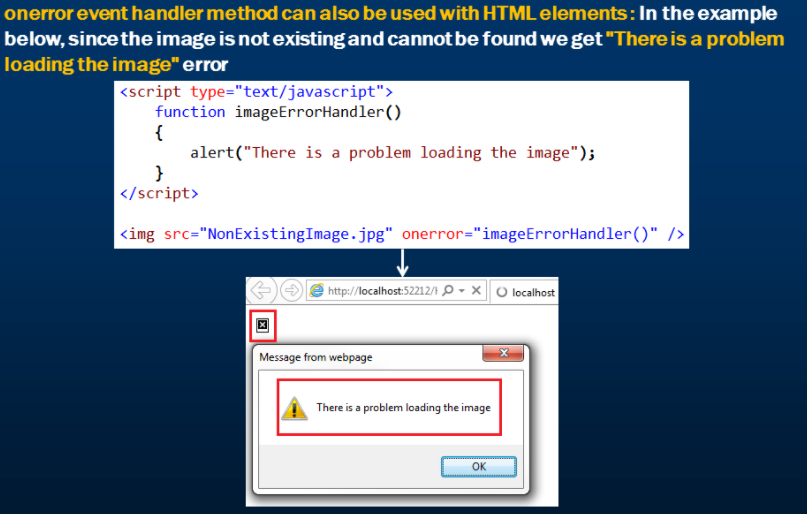 onerror event handler method can also be used with HTML elements : In the example
below, since the image is not existing and cannot be found we get "There is a problem
loading the image" error
<script type="text/javascript">
function imageErrorHandler()
{
alert("There is a problem loading the image");
}
</script>
<img src="NonExistingImage.jpg" onerror="imageErrorHandler()" />
http://localhost:52212/H localhost
Message from webpage
There is a problem loading the image
OK